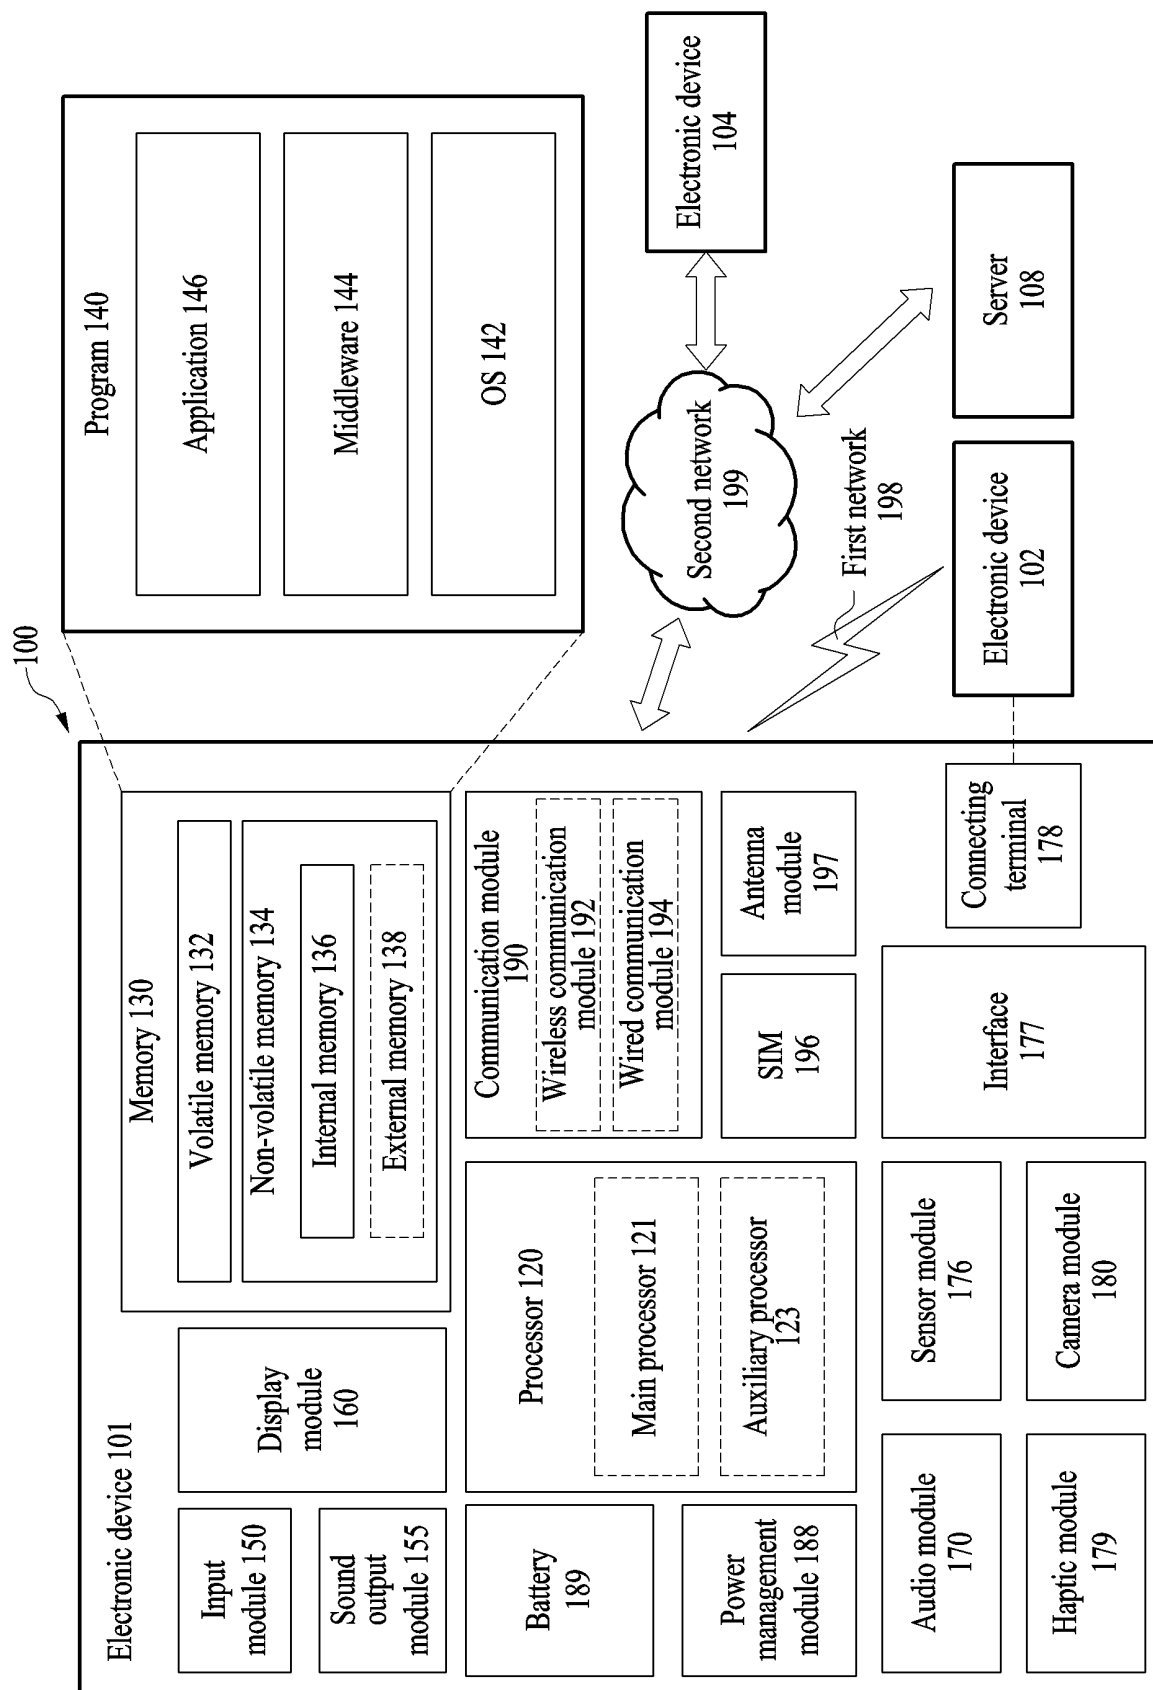 100
Electronic device 101
Input
module 150
Sound
output
module 155
Display
module
160
Memory 130
Volatile memory 132
Non-volatile memory 134
Internal memory 136
External memory 138
Program 140
Application 146
Middleware 144
OS 142
Battery
189
Power
management
module 188
Processor 120
Main processor 121
Auxiliary processor
123
Communication module
190
Wireless communication
module 192
Wired communication
module 194
SIM
196
Antenna
module
197
Second network
199
Electronic device
104
First network
198
Audio module
170
Haptic module
179
Sensor module
176
Camera module
180
Interface
177
Connecting
terminal
178
Electronic device
102
Server
108